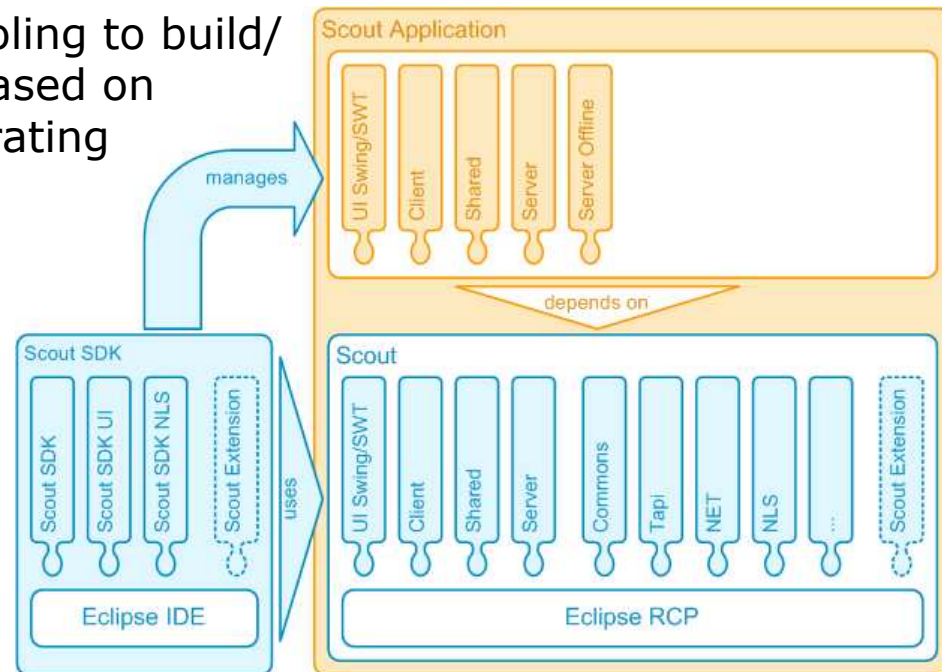 oling to build/
ased on
rating
Scout Application
UI Swing/SWT
Client
Shared
Server
Server Offline
manages
depends on
Scout SDK
Scout SDK
Scout SDK UI
Scout SDK NLS
Scout Extension
Eclipse IDE
uses
Scout
UI Swing/SWT
Client
Shared
Server
Commons
Tapi
NET
NLS
...
Scout Extension
Eclipse RCP